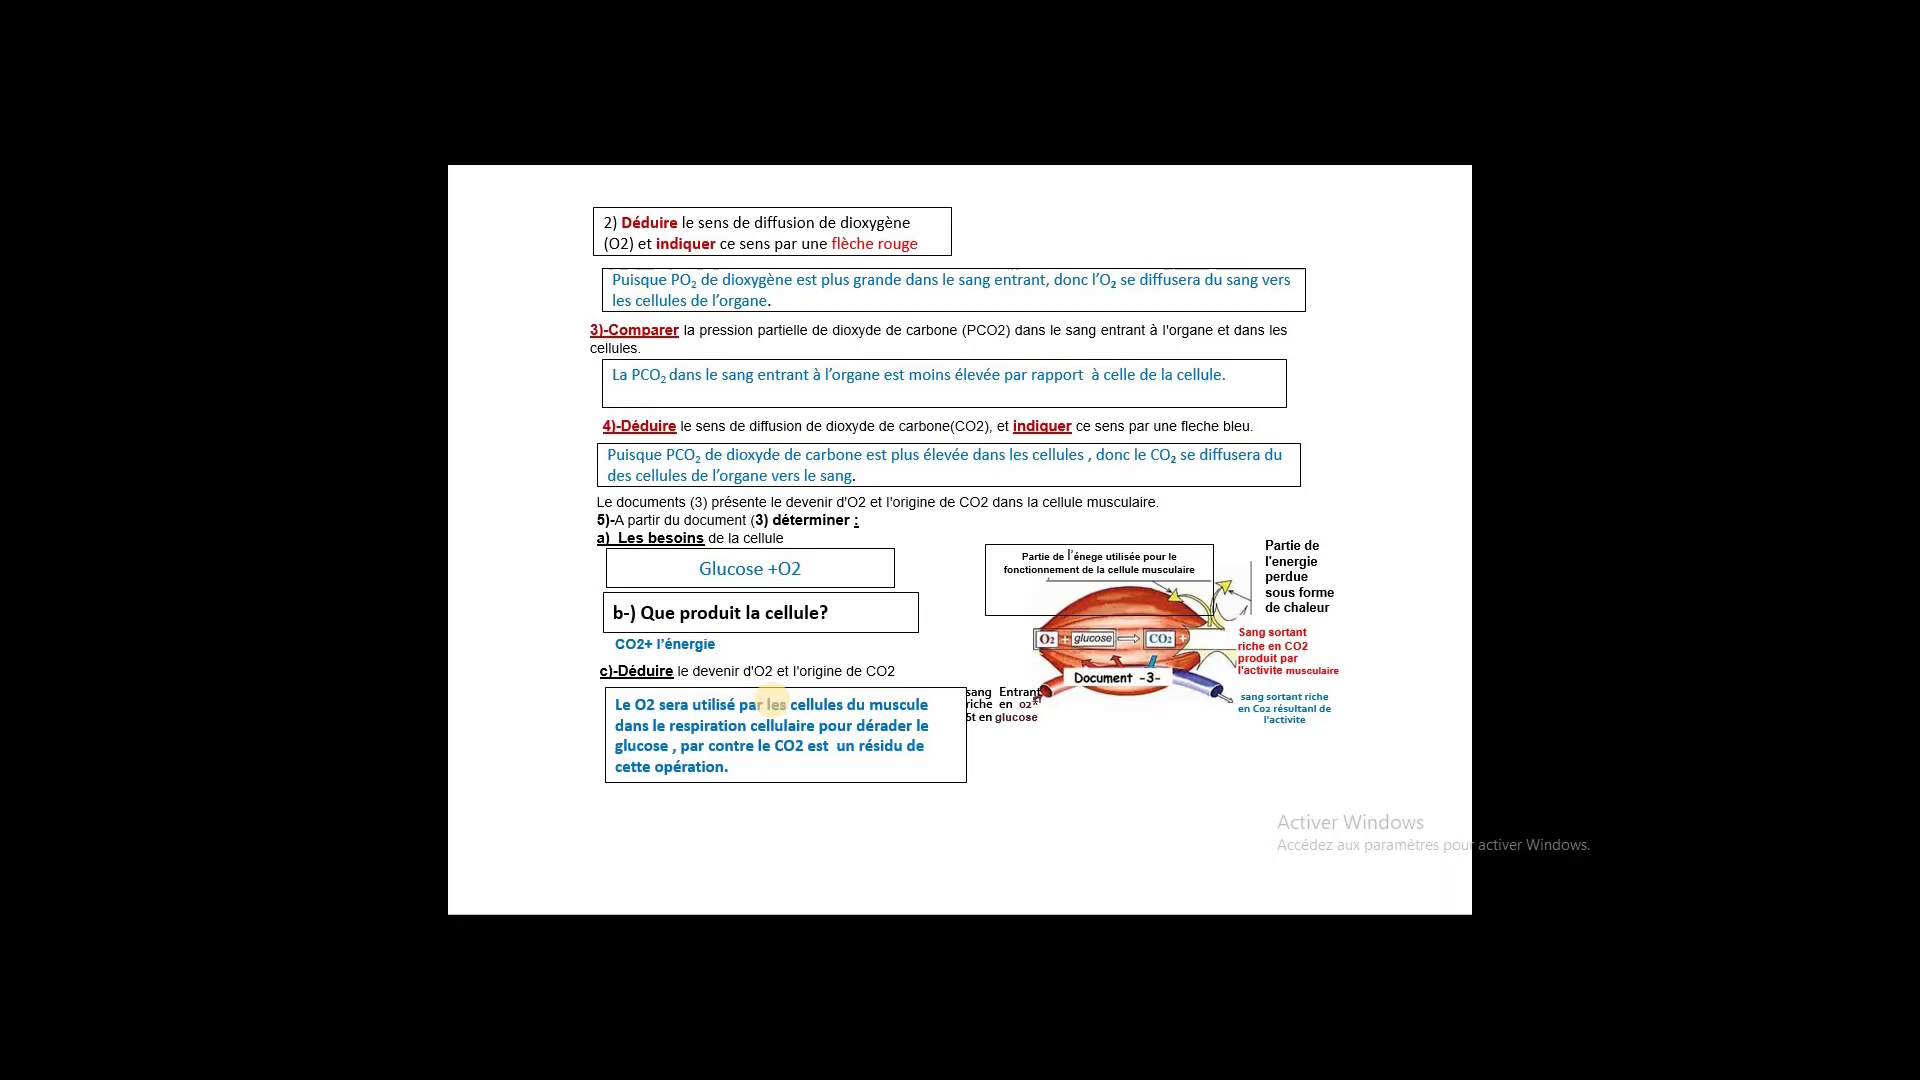 2) Déduire le sens de diffusion de dioxygène
(O2) et indiquer ce sens par une flèche rouge
Puisque PO₂ de dioxygène est plus grande dans le sang entrant, donc l’O₂ se diffusera du sang vers
les cellules de l’organe.
3)-Comparer la pression partielle de dioxyde de carbone (PCO2) dans le sang entrant à l'organe et dans les
cellules.
La PCO₂ dans le sang entrant à l’organe est moins élevée par rapport à celle de la cellule.
4)-Déduire le sens de diffusion de dioxyde de carbone(CO2), et indiquer ce sens par une fleche bleu.
Puisque PCO₂ de dioxyde de carbone est plus élevée dans les cellules , donc le CO₂ se diffusera du
des cellules de l’organe vers le sang.
Le documents (3) présente le devenir d'O2 et l'origine de CO2 dans la cellule musculaire.
5)-A partir du document (3) déterminer :
a) Les besoins de la cellule
Glucose +O2
b-) Que produit la cellule?
CO2+ l’énergie
c)-Déduire le devenir d'O2 et l'origine de CO2
Le O2 sera utilisé par les cellules du muscule
dans le respiration cellulaire pour dérader le
glucose , par contre le CO2 est un résidu de
cette opération.
Partie de l’énege utilisée pour le
fonctionnement de la cellule musculaire
Partie de
l'energie
perdue
sous forme
de chaleur
O₂ + glucose CO₂ +
Sang sortant
riche en CO2
produit par
l'activite musculaire
Document -3-
sang Entrant
riche en o2
5t en glucose
sang sortant riche
en Co2 résultanl de
l'activite
Activer Windows
Accédez aux paramètres pour activer Windows.